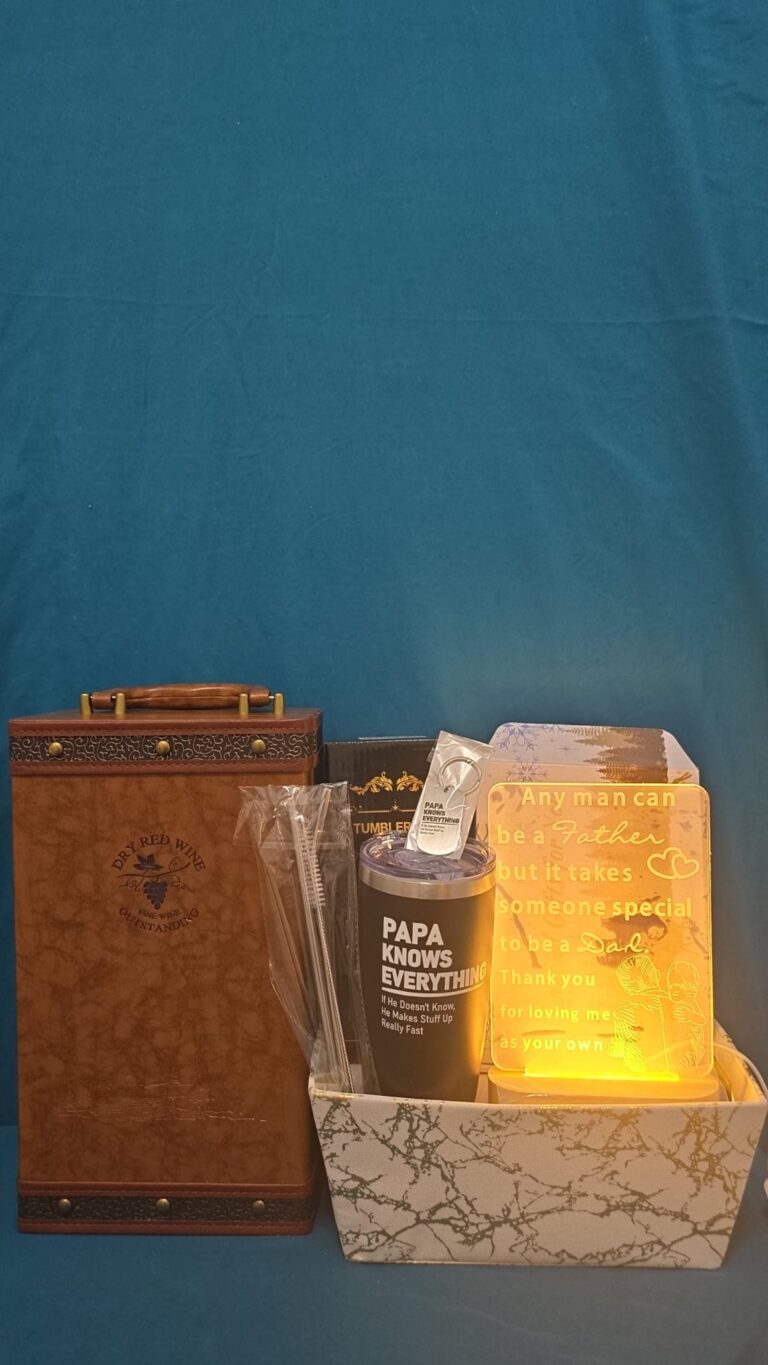 DRY RED WINE
FINE WINE
OUTSTANDING
TUMBLER
PAPA
KNOWS
EVERYTHING
PAPA
KNOWS
EVERYTHING
If He Doesn't Know,
He Makes Stuff Up
Really Fast
Any man can
be a Father
but it takes
someone special
to be a Dad,
Thank you
for loving me
as your own